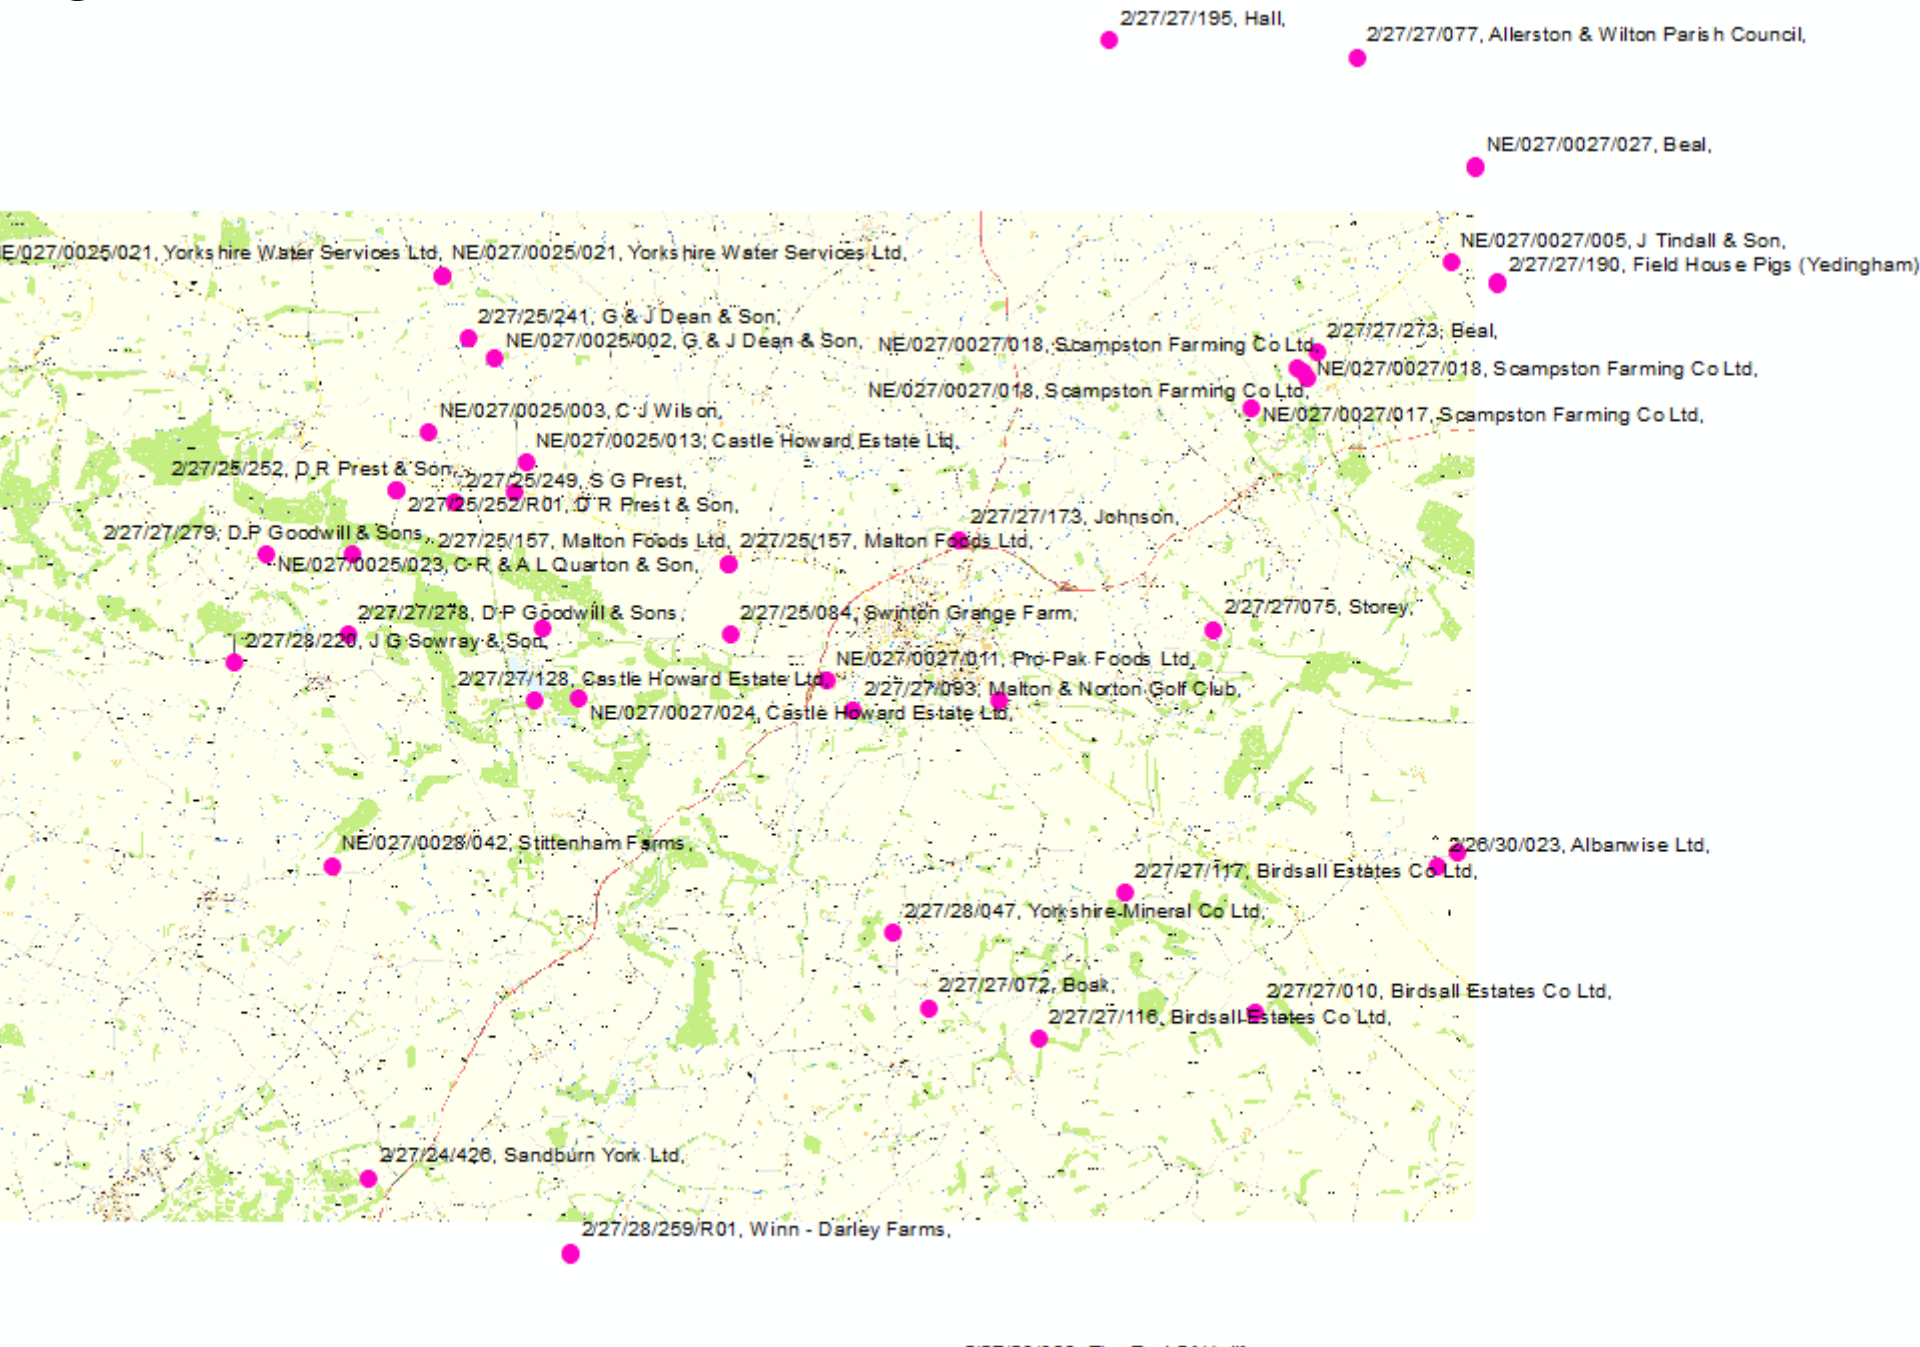 2/27/27/195, Hall,
2/27/27/077, Allerston & Wilton Parish Council,
NE/027/0027/027, Beal,
NE/027/0027/005, J Tindall & Son,
E/027/0025/021, Yorkshire Water Services Ltd, NE/027/0025/021, Yorkshire Water Services Ltd,
2/27/27/190, Field House Pigs (Yedingham)
2/27/25/241, G & J Dean & Son,
2/27/27/273, Beal,
NE/027/0025/002, G & J Dean & Son,
NE/027/0027/018, Scampston Farming Co Ltd,
NE/027/0027/018, Scampston Farming Co Ltd,
NE/027/0027/018, Scampston Farming Co Ltd,
NE/027/0025/003, C J Wilson,
NE/027/0027/017, Scampston Farming Co Ltd,
NE/027/0025/013, Castle Howard Estate Ltd,
2/27/25/252, D R Prest & Son,
2/27/25/249, S G Prest,
2/27/25/252/R01, D R Prest & Son,
2/27/27/173, Johnson,
2/27/27/279, D P Goodwill & Sons,
2/27/25/157, Malton Foods Ltd, 2/27/25/157, Malton Foods Ltd,
NE/027/0025/023, C R & A L Quarton & Son,
2/27/27/278, D P Goodwill & Sons,
2/27/25/084, Swinton Grange Farm,
2/27/27/075, Storey,
2/27/28/220, J G Sowray & Son,
NE/027/0027/011, Pro-Pak Foods Ltd,
2/27/27/128, Castle Howard Estate Ltd,
2/27/27/093, Malton & Norton Golf Club,
NE/027/0027/024, Castle Howard Estate Ltd,
NE/027/0028/042, Stittenham Farms,
2/26/30/023, Albanwise Ltd,
2/27/27/117, Birdsall Estates Co Ltd,
2/27/28/047, Yorkshire Mineral Co Ltd,
2/27/27/072, Boak,
2/27/27/010, Birdsall Estates Co Ltd,
2/27/27/116, Birdsall Estates Co Ltd,
2/27/24/426, Sandburn York Ltd,
2/27/28/259/R01, Winn - Darley Farms,